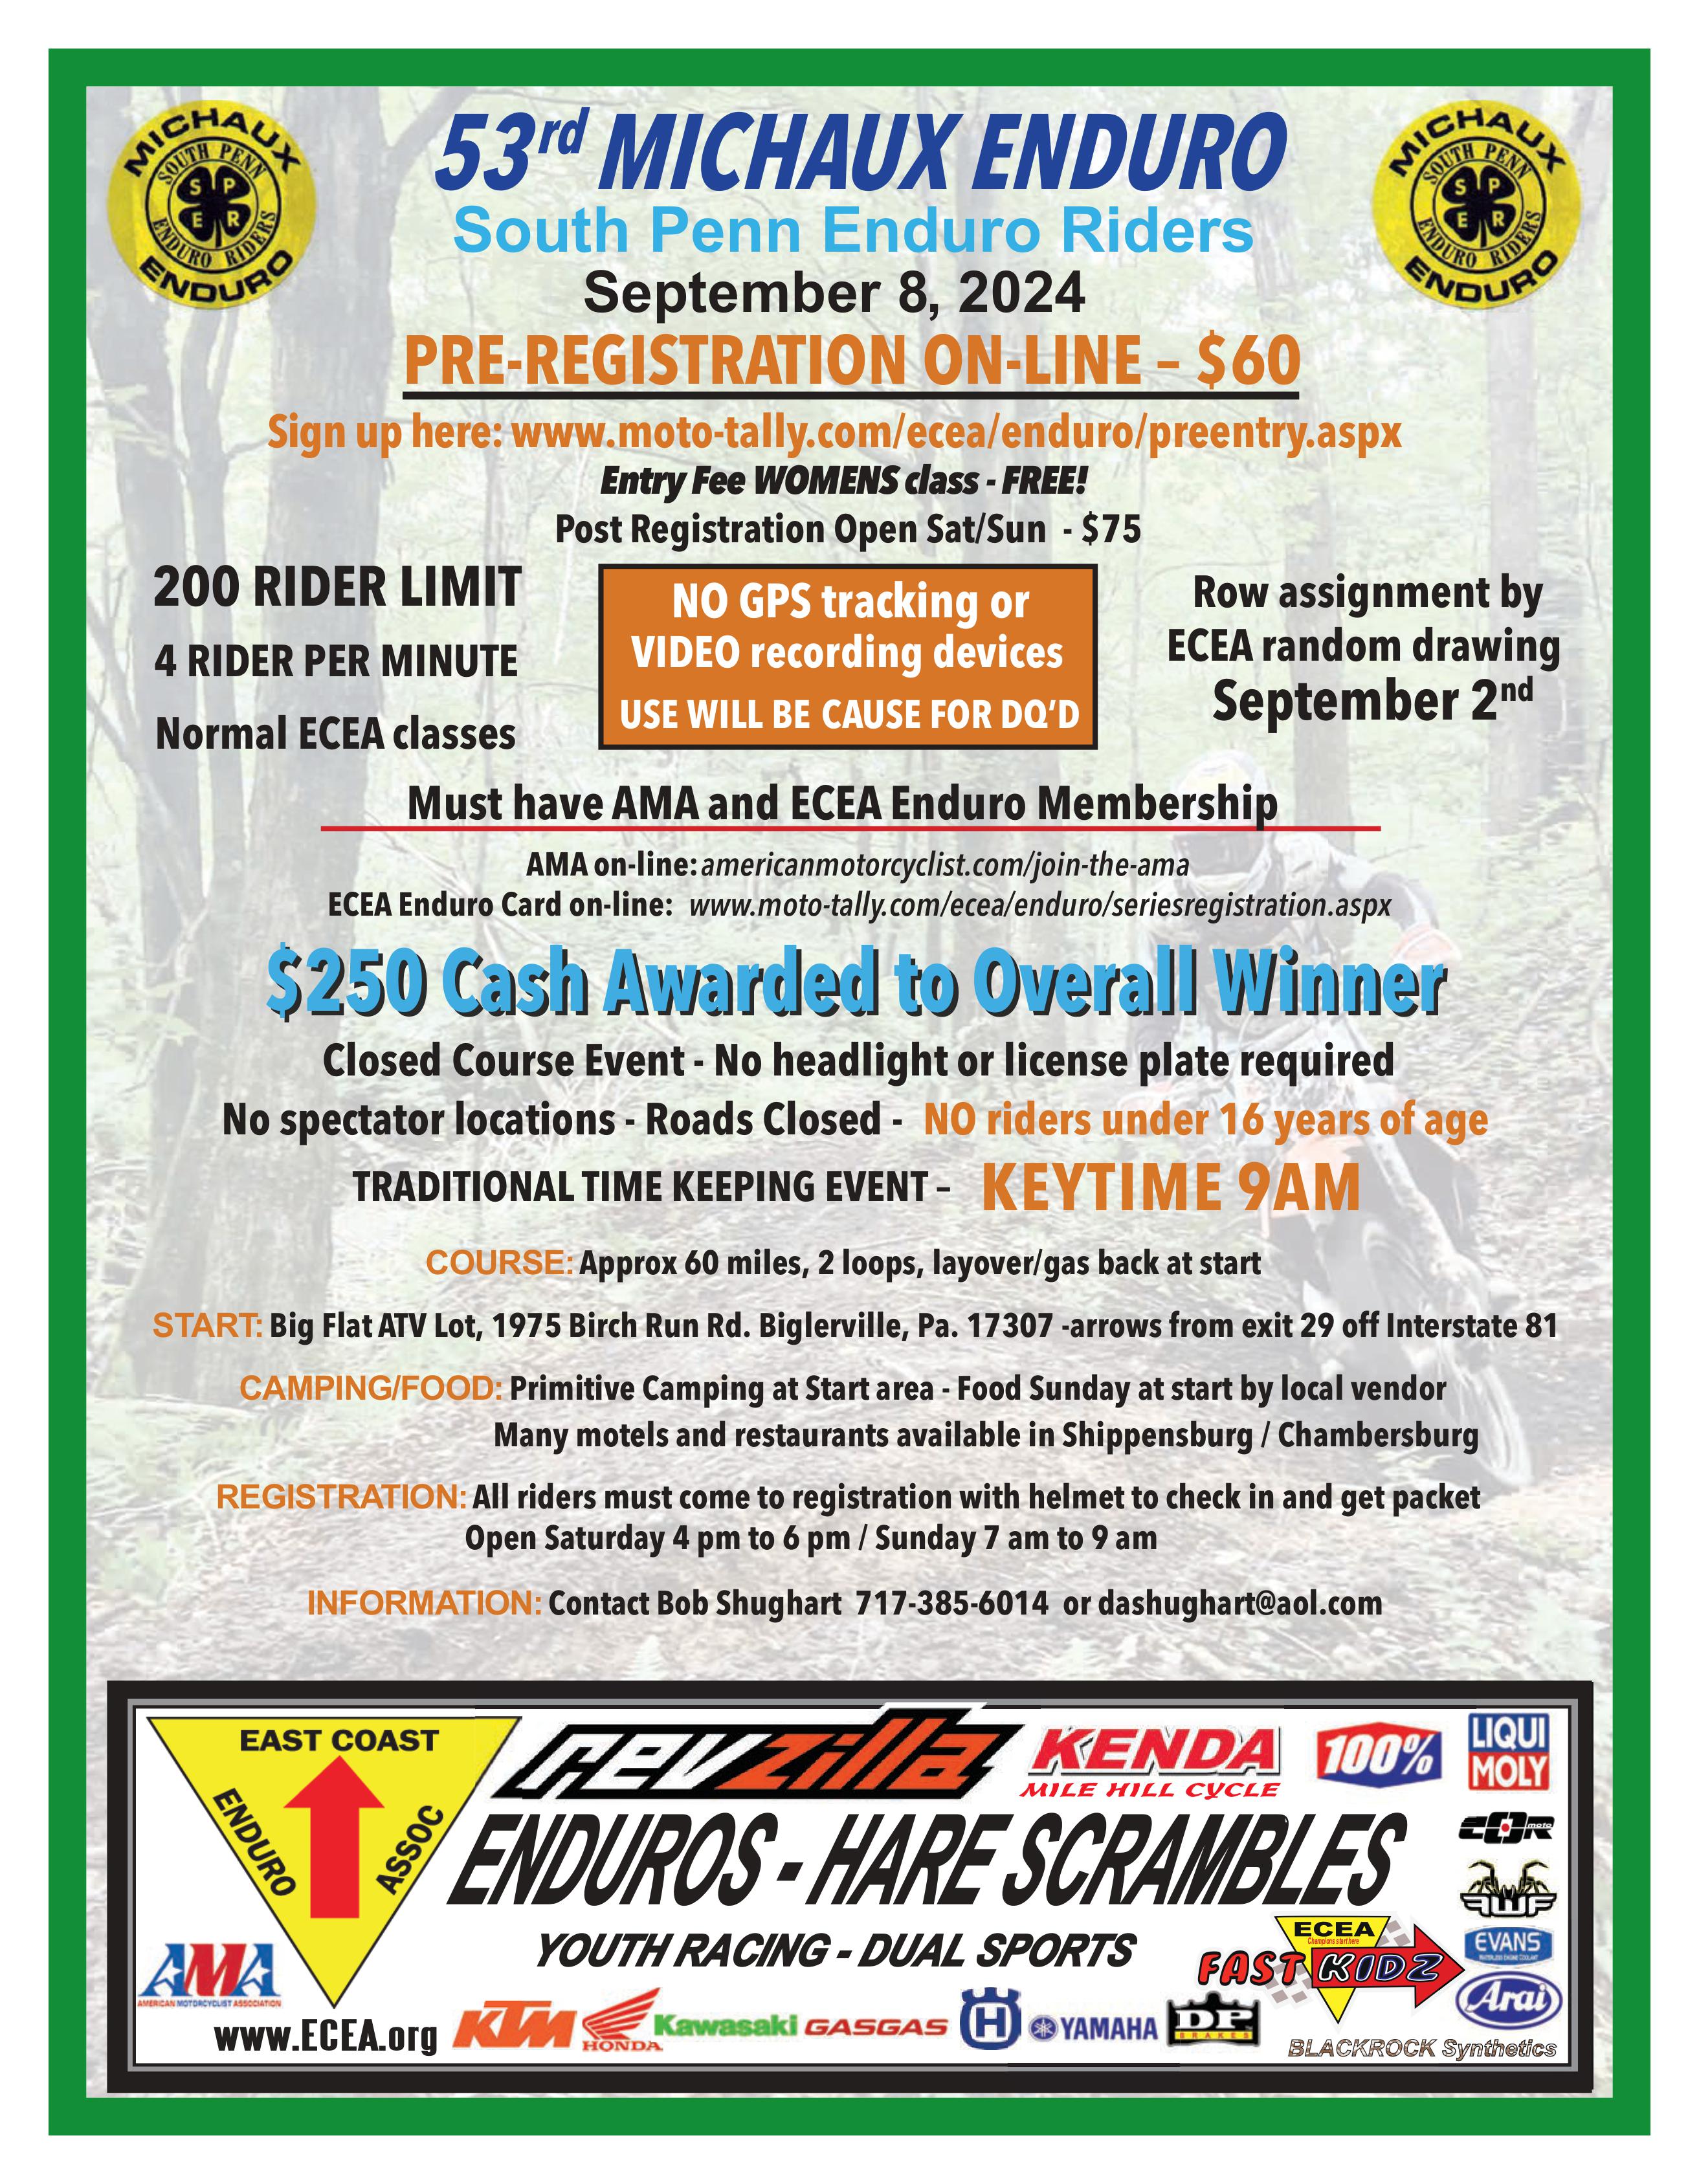 MICHAUX
SOUTH PENN
S P
E R
ENDURO RIDERS
ENDURO
53rd MICHAUX ENDURO
South Penn Enduro Riders
September 8, 2024
MICHAUX
SOUTH PENN
S P
E R
ENDURO RIDERS
ENDURO
PRE-REGISTRATION ON-LINE – $60
Sign up here: www.moto-tally.com/ecea/enduro/preentry.aspx
Entry Fee WOMENS class - FREE!
Post Registration Open Sat/Sun - $75
200 RIDER LIMIT
4 RIDER PER MINUTE
Normal ECEA classes
NO GPS tracking or
VIDEO recording devices
USE WILL BE CAUSE FOR DQ'D
Row assignment by
ECEA random drawing
September 2nd
Must have AMA and ECEA Enduro Membership
AMA on-line: americanmotorcyclist.com/join-the-ama
ECEA Enduro Card on-line: www.moto-tally.com/ecea/enduro/seriesregistration.aspx
$250 Cash Awarded to Overall Winner
Closed Course Event - No headlight or license plate required
No spectator locations - Roads Closed - NO riders under 16 years of age
TRADITIONAL TIME KEEPING EVENT – KEYTIME 9AM
COURSE: Approx 60 miles, 2 loops, layover/gas back at start
START: Big Flat ATV Lot, 1975 Birch Run Rd. Biglerville, Pa. 17307 -arrows from exit 29 off Interstate 81
CAMPING/FOOD: Primitive Camping at Start area - Food Sunday at start by local vendor
Many motels and restaurants available in Shippensburg / Chambersburg
REGISTRATION: All riders must come to registration with helmet to check in and get packet
Open Saturday 4 pm to 6 pm / Sunday 7 am to 9 am
INFORMATION: Contact Bob Shughart 717-385-6014 or dashughart@aol.com
EAST COAST
ENDURO
ASSOC
revzilla
KENDA
MILE HILL CYCLE
100%
LIQUI
MOLY
ENDUROS - HARE SCRAMBLES
moto
YOUTH RACING - DUAL SPORTS
ECEA
Champions start here
FAST KIDZ
EVANS
Arai
AMA
AMERICAN MOTORCYCLIST ASSOCIATION
www.ECEA.org
KTM
HONDA
Kawasaki
GASGAS
H
YAMAHA
DP
BRAKES
BLACKROCK Synthetics